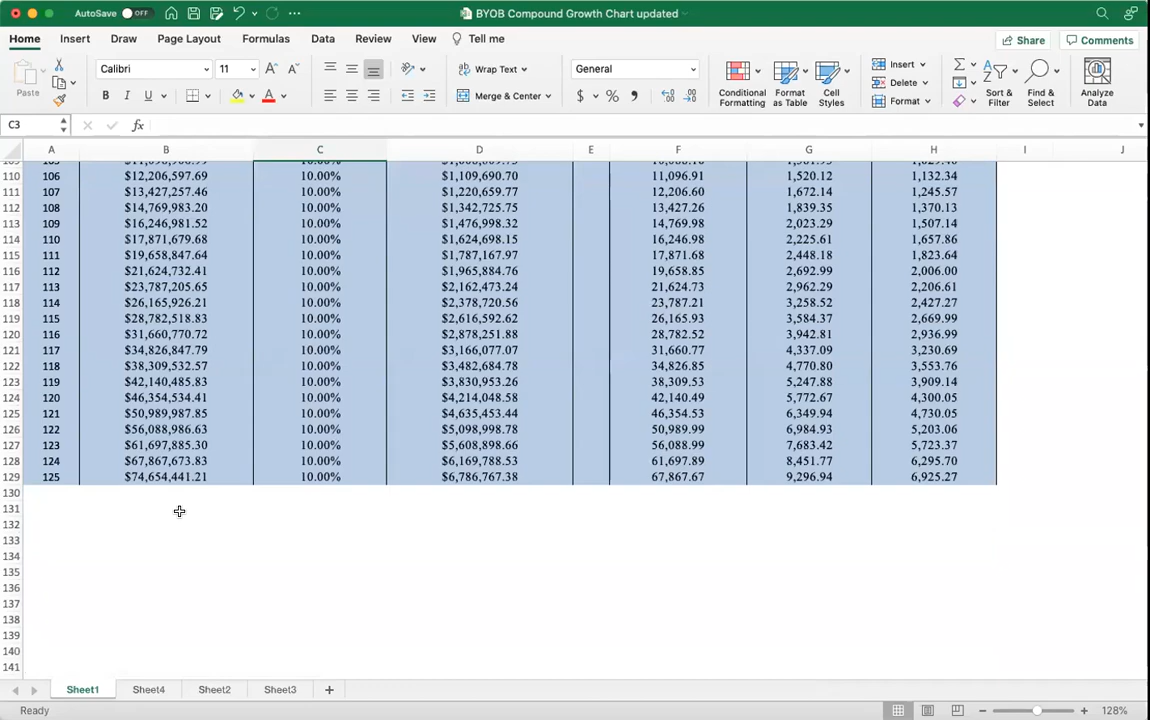 AutoSave OFF BYOB Compound Growth Chart updated
Home Insert Draw Page Layout Formulas Data Review View Tell me Share Comments
Paste Calibri 11 A A Wrap Text General Conditional Formatting Format as Table Cell Styles Insert Delete Format Sort & Filter Find & Select Analyze Data
B I U A Merge & Center $ % ,
C3 fx
A B C D E F G H I J
110 106 $12,206,597.69 10.00% $1,109,690.70 11,096.91 1,520.12 1,132.34
111 107 $13,427,257.46 10.00% $1,220,659.77 12,206.60 1,672.14 1,245.57
112 108 $14,769,983.20 10.00% $1,342,725.75 13,427.26 1,839.35 1,370.13
113 109 $16,246,981.52 10.00% $1,476,998.32 14,769.98 2,023.29 1,507.14
114 110 $17,871,679.68 10.00% $1,624,698.15 16,246.98 2,225.61 1,657.86
115 111 $19,658,847.64 10.00% $1,787,167.97 17,871.68 2,448.18 1,823.64
116 112 $21,624,732.41 10.00% $1,965,884.76 19,658.85 2,692.99 2,006.00
117 113 $23,787,205.65 10.00% $2,162,473.24 21,624.73 2,962.29 2,206.61
118 114 $26,165,926.21 10.00% $2,378,720.56 23,787.21 3,258.52 2,427.27
119 115 $28,782,518.83 10.00% $2,616,592.62 26,165.93 3,584.37 2,669.99
120 116 $31,660,770.72 10.00% $2,878,251.88 28,782.52 3,942.81 2,936.99
121 117 $34,826,847.79 10.00% $3,166,077.07 31,660.77 4,337.09 3,230.69
122 118 $38,309,532.57 10.00% $3,482,684.78 34,826.85 4,770.80 3,553.76
123 119 $42,140,485.83 10.00% $3,830,953.26 38,309.53 5,247.88 3,909.14
124 120 $46,354,534.41 10.00% $4,214,048.58 42,140.49 5,772.67 4,300.05
125 121 $50,989,987.85 10.00% $4,635,453.44 46,354.53 6,349.94 4,730.05
126 122 $56,088,986.63 10.00% $5,098,998.78 50,989.99 6,984.93 5,203.06
127 123 $61,697,885.30 10.00% $5,608,898.66 56,088.99 7,683.42 5,723.37
128 124 $67,867,673.83 10.00% $6,169,788.53 61,697.89 8,451.77 6,295.70
129 125 $74,654,441.21 10.00% $6,786,767.38 67,867.67 9,296.94 6,925.27
130
131
132
133
134
135
136
137
138
139
140
141
Sheet1 Sheet4 Sheet2 Sheet3
Ready 128%